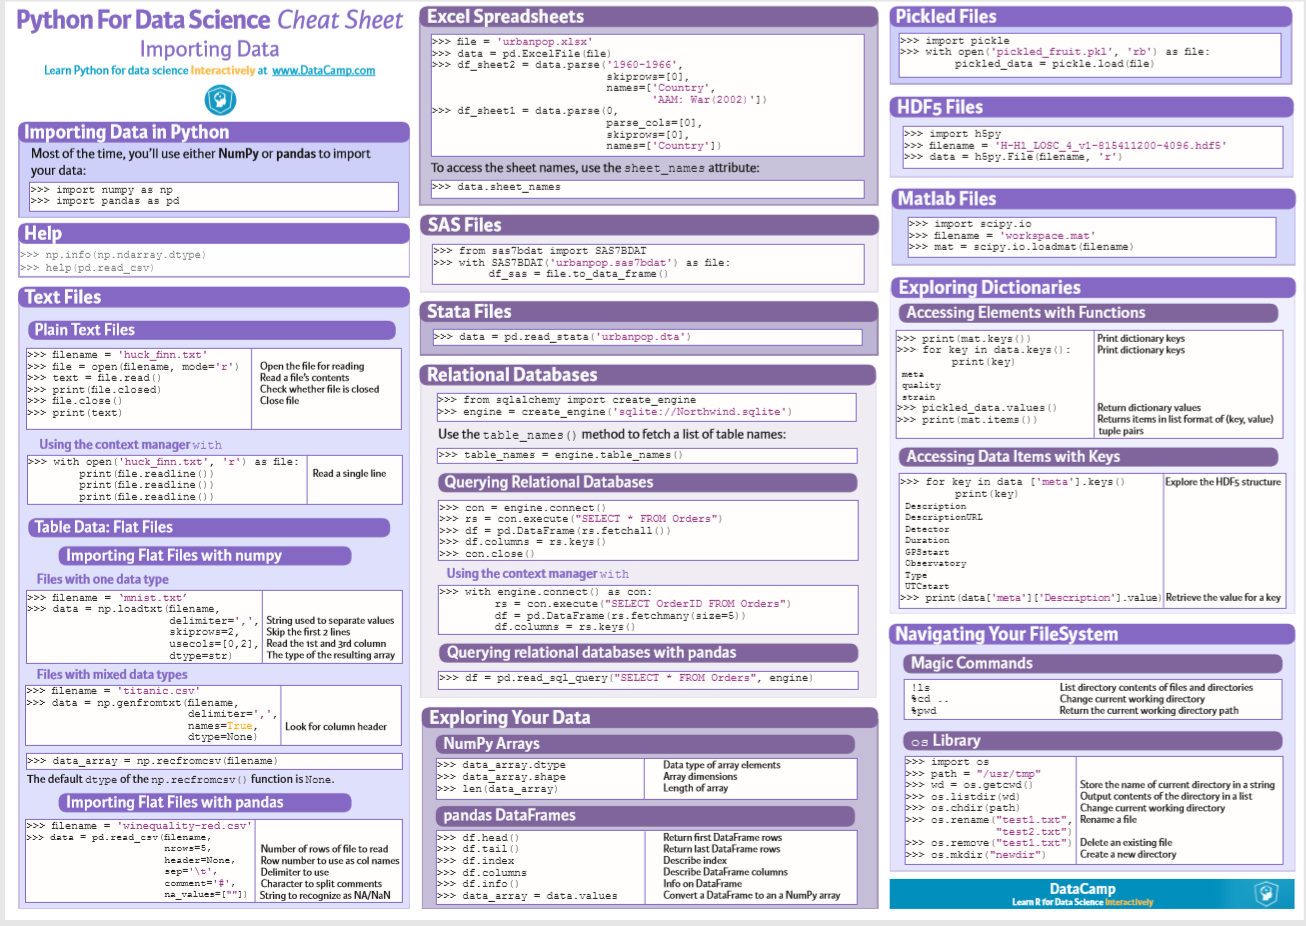 Python For Data Science Cheat Sheet
Importing Data
Learn Python for data science Interactively at www.DataCamp.com
Importing Data in Python
Most of the time, you'll use either NumPy or pandas to import
your data:
>>> import numpy as np
>>> import pandas as pd
Help
>>> np.info(np.ndarray.dtype)
>>> help(pd.read_csv)
Text Files
Plain Text Files
>>> filename = 'huck_finn.txt'
>>> file = open(filename, mode='r') Open the file for reading
>>> text = file.read() Read a file's contents
>>> print(file.closed) Check whether file is closed
>>> file.close() Close file
>>> print(text)
Using the context manager with
>>> with open('huck_finn.txt', 'r') as file:
print(file.readline()) Read a single line
print(file.readline())
print(file.readline())
Table Data: Flat Files
Importing Flat Files with numpy
Files with one data type
>>> filename = 'mnist.txt'
>>> data = np.loadtxt(filename,
delimiter=',', String used to separate values
skiprows=2, Skip the first 2 lines
usecols=[0,2], Read the 1st and 3rd column
dtype=str) The type of the resulting array
Files with mixed data types
>>> filename = 'titanic.csv'
>>> data = np.genfromtxt(filename,
delimiter=',',
names=True, Look for column header
dtype=None)
>>> data_array = np.recfromcsv(filename)
The default dtype of the np.recfromcsv() function is None.
Importing Flat Files with pandas
>>> filename = 'winequality-red.csv'
>>> data = pd.read_csv(filename,
nrows=5, Number of rows of file to read
header=None, Row number to use as col names
sep='\t', Delimiter to use
comment='#', Character to split comments
na_values=[""]) String to recognize as NA/NaN
Excel Spreadsheets
>>> file = 'urbanpop.xlsx'
>>> data = pd.ExcelFile(file)
>>> df_sheet2 = data.parse('1960-1966',
skiprows=[0],
names=['Country',
'AAM: War(2002)'])
>>> df_sheet1 = data.parse(0,
parse_cols=[0],
skiprows=[0],
names=['Country'])
To access the sheet names, use the sheet_names attribute:
>>> data.sheet_names
SAS Files
>>> from sas7bdat import SAS7BDAT
>>> with SAS7BDAT('urbanpop.sas7bdat') as file:
df_sas = file.to_data_frame()
Stata Files
>>> data = pd.read_stata('urbanpop.dta')
Relational Databases
>>> from sqlalchemy import create_engine
>>> engine = create_engine('sqlite://Northwind.sqlite')
Use the table_names() method to fetch a list of table names:
>>> table_names = engine.table_names()
Querying Relational Databases
>>> con = engine.connect()
>>> rs = con.execute("SELECT * FROM Orders")
>>> df = pd.DataFrame(rs.fetchall())
>>> df.columns = rs.keys()
>>> con.close()
Using the context manager with
>>> with engine.connect() as con:
rs = con.execute("SELECT OrderID FROM Orders")
df = pd.DataFrame(rs.fetchmany(size=5))
df.columns = rs.keys()
Querying relational databases with pandas
>>> df = pd.read_sql_query("SELECT * FROM Orders", engine)
Exploring Your Data
NumPy Arrays
>>> data_array.dtype Data type of array elements
>>> data_array.shape Array dimensions
>>> len(data_array) Length of array
pandas DataFrames
>>> df.head() Return first DataFrame rows
>>> df.tail() Return last DataFrame rows
>>> df.index Describe index
>>> df.columns Describe DataFrame columns
>>> df.info() Info on DataFrame
>>> data_array = data.values Convert a DataFrame to an a NumPy array
Pickled Files
>>> import pickle
>>> with open('pickled_fruit.pkl', 'rb') as file:
pickled_data = pickle.load(file)
HDF5 Files
>>> import h5py
>>> filename = 'H-H1_LOSC_4_v1-815411200-4096.hdf5'
>>> data = h5py.File(filename, 'r')
Matlab Files
>>> import scipy.io
>>> filename = 'workspace.mat'
>>> mat = scipy.io.loadmat(filename)
Exploring Dictionaries
Accessing Elements with Functions
>>> print(mat.keys()) Print dictionary keys
>>> for key in data.keys(): Print dictionary keys
print(key)
meta
quality
strain
>>> pickled_data.values() Return dictionary values
>>> print(mat.items()) Returns items in list format of (key, value)
tuple pairs
Accessing Data Items with Keys
>>> for key in data ['meta'].keys() Explore the HDF5 structure
print(key)
Description
DescriptionURL
Detector
Duration
GPSstart
Observatory
Type
UTCstart
>>> print(data['meta']['Description'].value) Retrieve the value for a key
Navigating Your FileSystem
Magic Commands
!ls List directory contents of files and directories
%cd .. Change current working directory
%pwd Return the current working directory path
os Library
>>> import os
>>> path = "/usr/tmp"
>>> wd = os.getcwd() Store the name of current directory in a string
>>> os.listdir(wd) Output contents of the directory in a list
>>> os.chdir(path) Change current working directory
>>> os.rename("test1.txt", Rename a file
"test2.txt")
>>> os.remove("test1.txt") Delete an existing file
>>> os.mkdir("newdir") Create a new directory
DataCamp
Learn R for Data Science Interactively